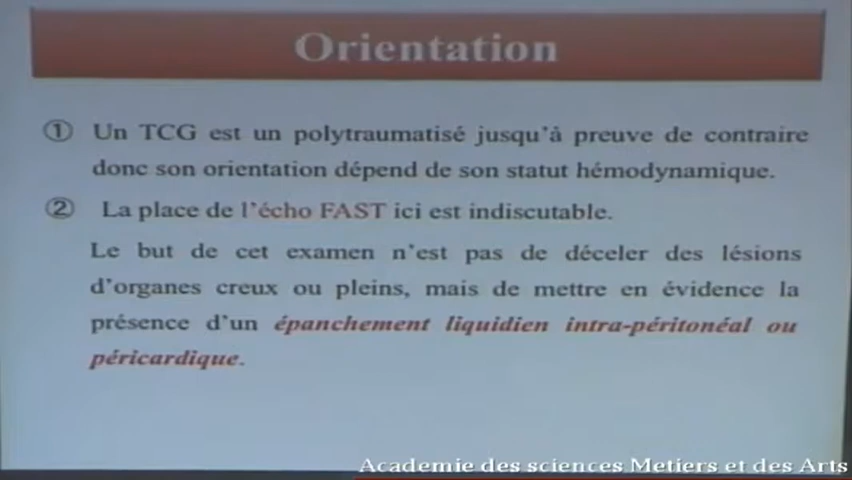 Orientation
① Un TCG est un polytraumatisé jusqu'à preuve de contraire
donc son orientation dépend de son statut hémodynamique.
② La place de l'écho FAST ici est indiscutable.
Le but de cet examen n'est pas de déceler des lésions
d'organes creux ou pleins, mais de mettre en évidence la
présence d'un épanchement liquidien intra-péritonéal ou
péricardique.
Academie des sciences Metiers et des Arts